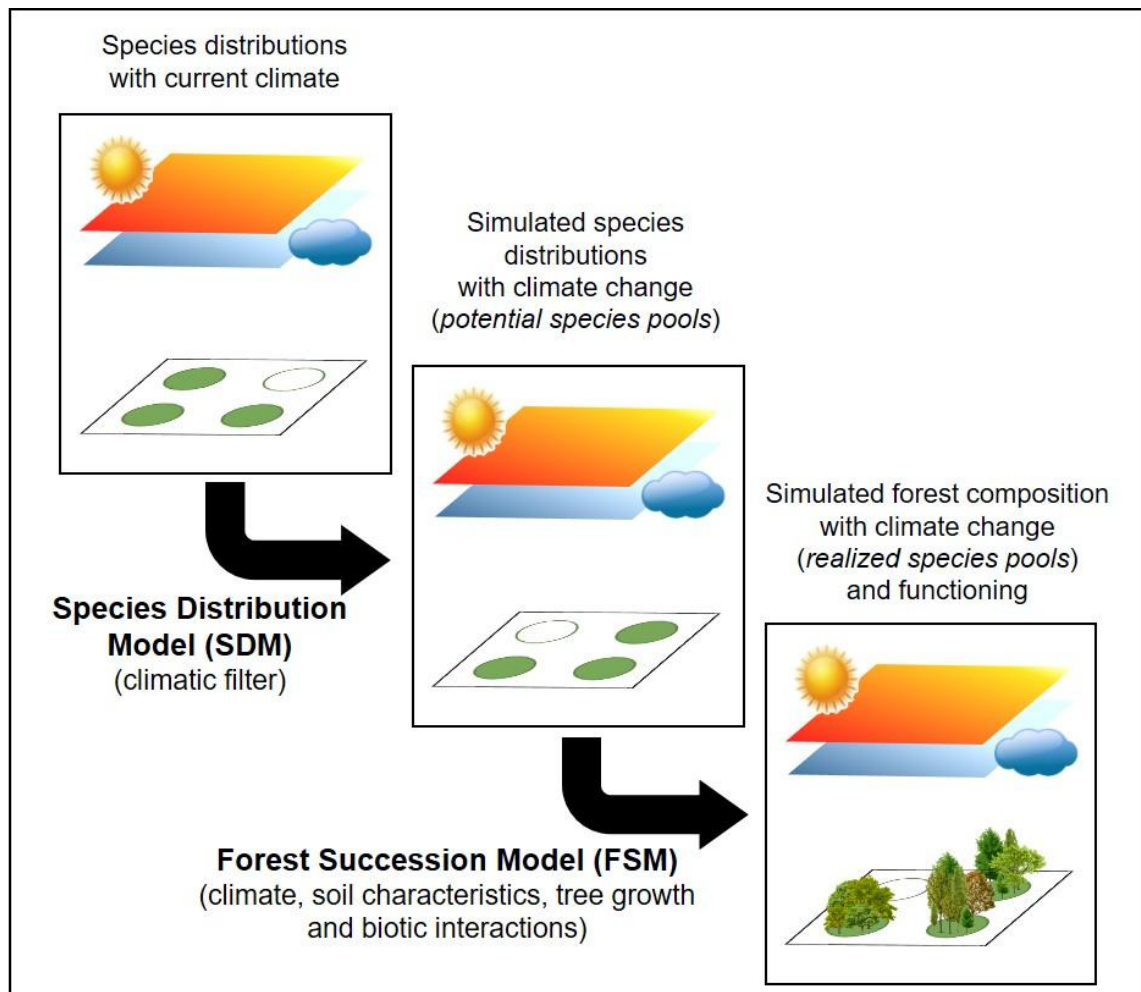 Species distributions
with current climate
Simulated species
distributions
with climate change
(potential species pools)
Species Distribution
Model (SDM)
(climatic filter)
Simulated forest composition
with climate change
(realized species pools)
and functioning
Forest Succession Model (FSM)
(climate, soil characteristics, tree growth
and biotic interactions)